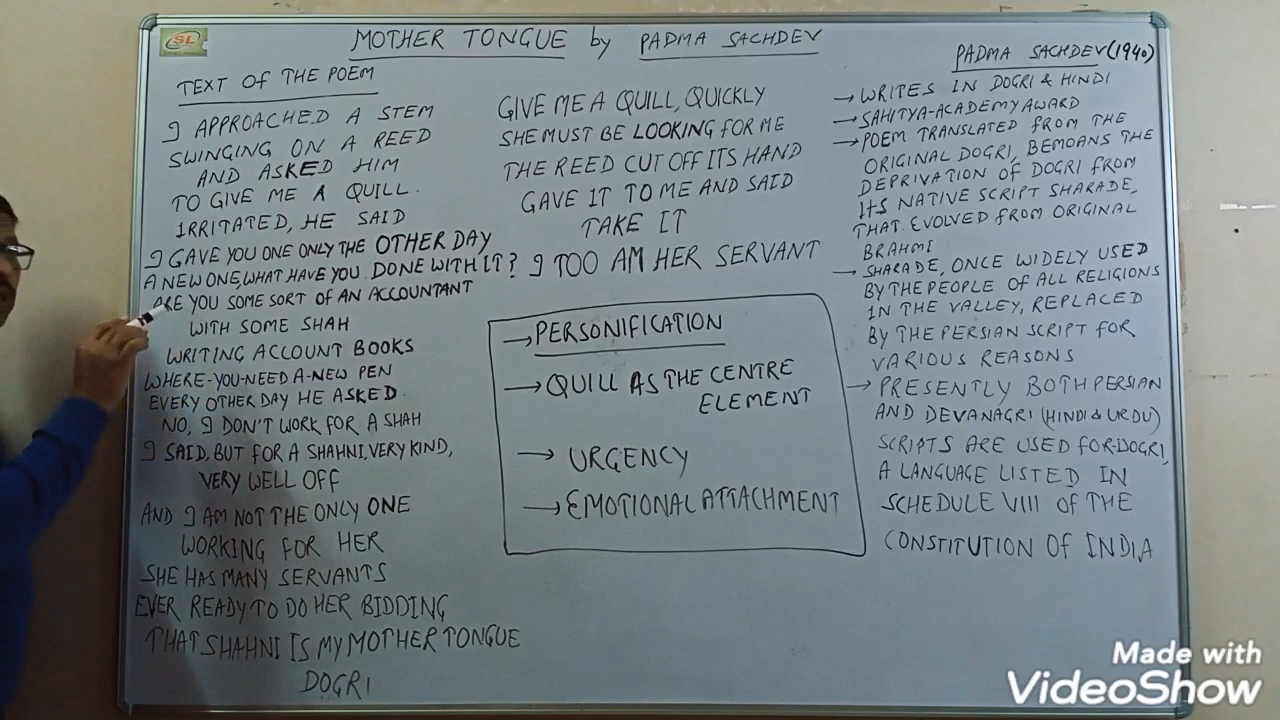 SL
MOTHER TONGUE by PADMA SACHDEV
TEXT OF THE POEM
I APPROACHED A STEM
SWINGING ON A REED
AND ASKED HIM
TO GIVE ME A QUILL.
IRRITATED, HE SAID
I GAVE YOU ONE ONLY THE OTHER DAY
A NEW ONE, WHAT HAVE YOU DONE WITH IT?
ARE YOU SOME SORT OF AN ACCOUNTANT
WITH SOME SHAH
WRITING ACCOUNT BOOKS
WHERE-YOU-NEED A-NEW PEN
EVERY OTHER DAY HE ASKED.
NO, I DON'T WORK FOR A SHAH
I SAID, BUT FOR A SHAHNI, VERY KIND,
VERY WELL OFF
AND I AM NOT THE ONLY ONE
WORKING FOR HER
SHE HAS MANY SERVANTS
EVER READY TO DO HER BIDDING
THAT SHAHNI IS MY MOTHER TONGUE
DOGRI
GIVE ME A QUILL, QUICKLY
SHE MUST BE LOOKING FOR ME
THE REED CUT OFF ITS HAND
GAVE IT TO ME AND SAID
TAKE IT
I TOO AM HER SERVANT
→ PERSONIFICATION
→ QUILL AS THE CENTRE
ELEMENT
→ URGENCY
→ EMOTIONAL ATTACHMENT
PADMA SACHDEV (1940)
→ WRITES IN DOGRI & HINDI
→ SAHITYA-ACADEMY AWARD
→ POEM TRANSLATED FROM THE
ORIGINAL DOGRI, BEMOANS THE
DEPRIVATION OF DOGRI FROM
ITS NATIVE SCRIPT SHARADE,
THAT EVOLVED FROM ORIGINAL
BRAHMI
→ SHARADE, ONCE WIDELY USED
BY THE PEOPLE OF ALL RELIGIONS
IN THE VALLEY, REPLACED
BY THE PERSIAN SCRIPT FOR
VARIOUS REASONS
→ PRESENTLY BOTH PERSIAN
AND DEVANAGRI (HINDI & URDU)
SCRIPTS ARE USED FOR DOGRI,
A LANGUAGE LISTED IN
SCHEDULE VIII OF THE
CONSTITUTION OF INDIA
Made with
VideoShow